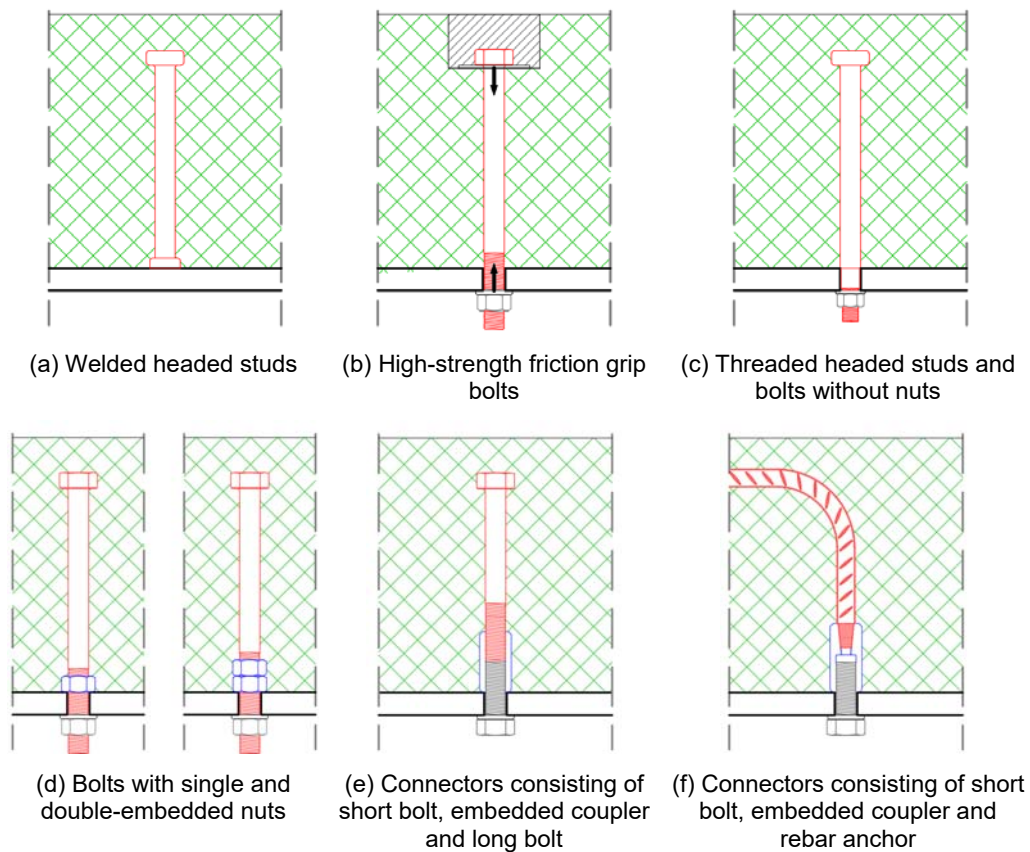 (a) Welded headed studs
(b) High-strength friction grip
bolts
(c) Threaded headed studs and
bolts without nuts
(d) Bolts with single and
double-embedded nuts
(e) Connectors consisting of
short bolt, embedded coupler
and long bolt
(f) Connectors consisting of short
bolt, embedded coupler and
rebar anchor